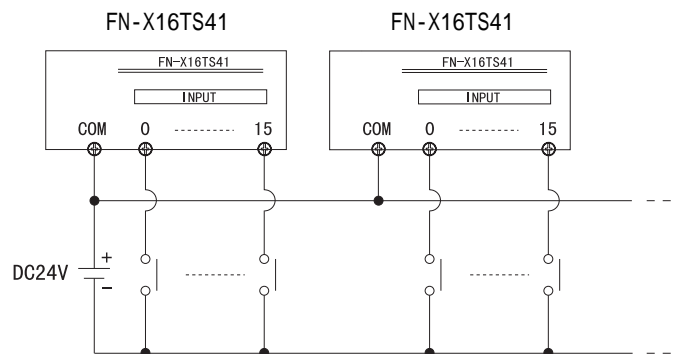 FN-X16TS41 FN-X16TS41
FN-X16TS41 FN-X16TS41
INPUT INPUT
COM 0 15 COM 0 15
+
DC24V
−